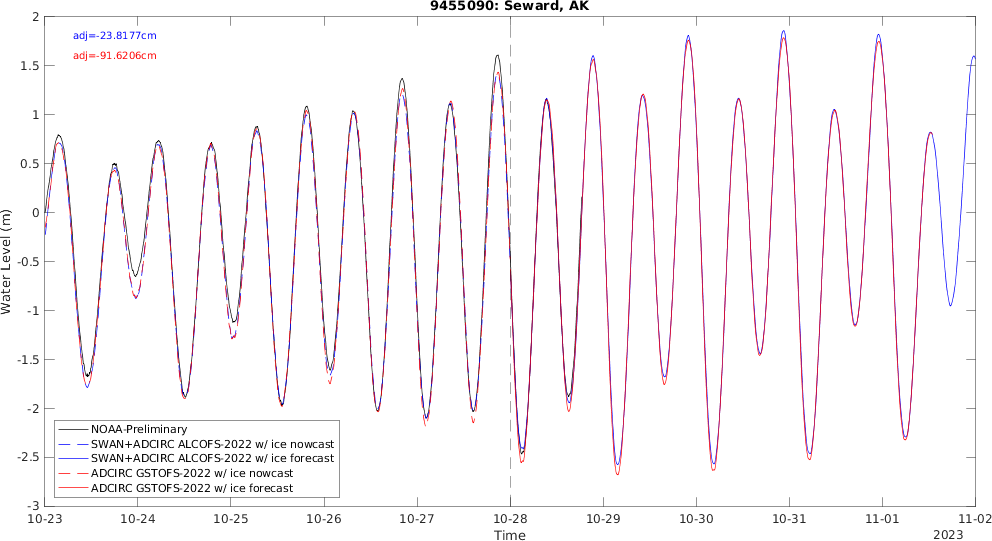 9455090: Seward, AK
adj=-23.8177cm
adj=-91.6206cm
Water Level (m)
2
1.5
1
0.5
0
-0.5
-1
-1.5
-2
-2.5
-3
NOAA-Preliminary
SWAN+ADCIRC ALCOFS-2022 w/ ice nowcast
SWAN+ADCIRC ALCOFS-2022 w/ ice forecast
ADCIRC GSTOFS-2022 w/ ice nowcast
ADCIRC GSTOFS-2022 w/ ice forecast
10-23 10-24 10-25 10-26 10-27 10-28 10-29 10-30 10-31 11-01 11-02
Time
2023